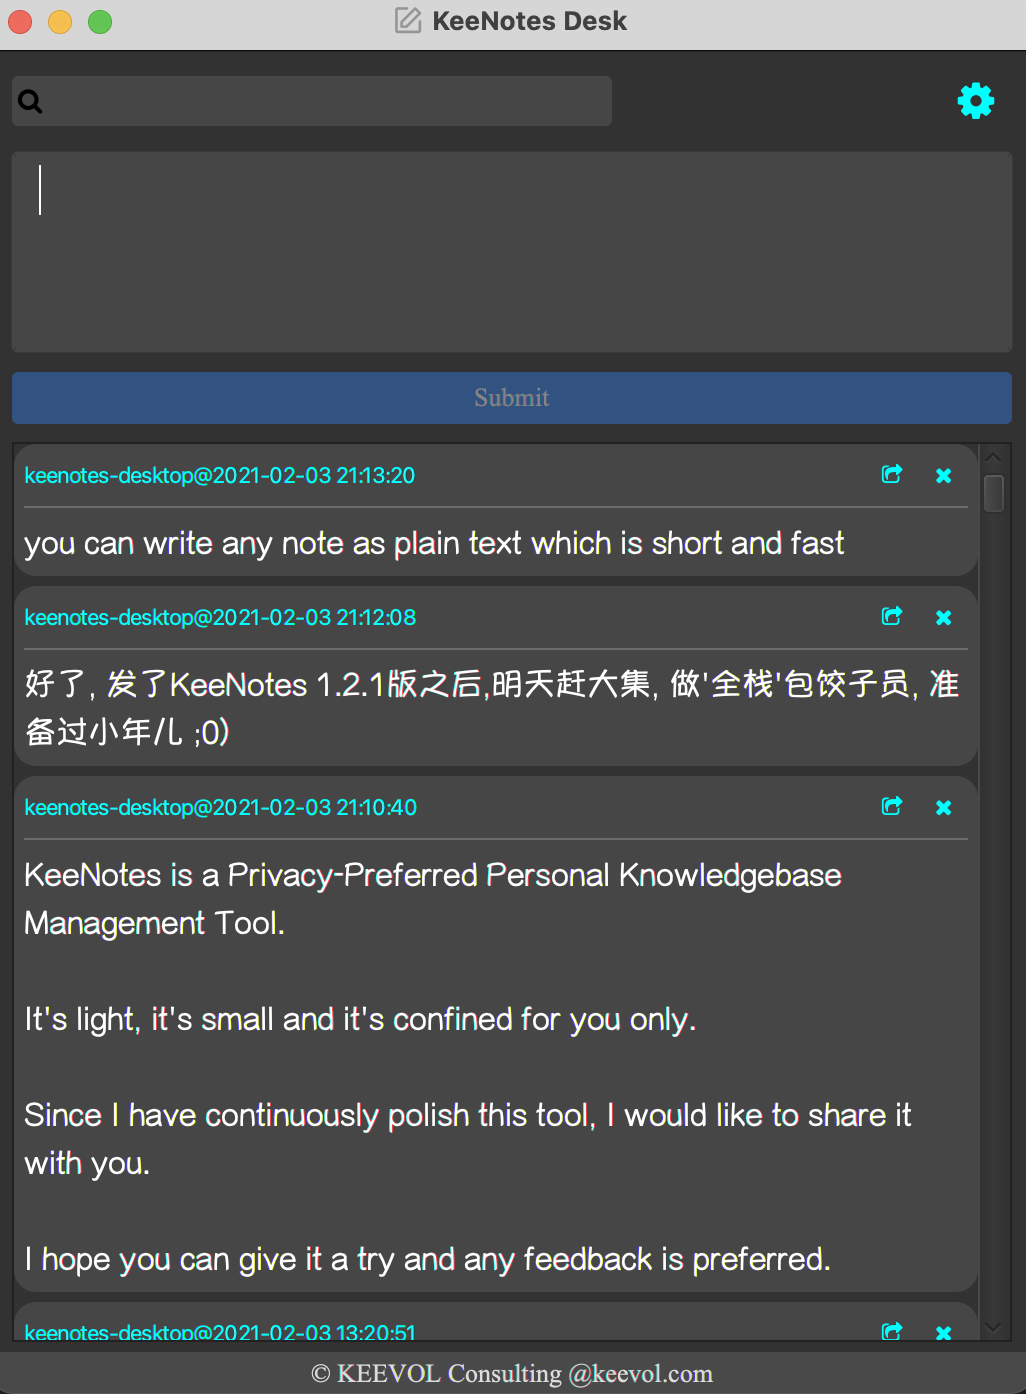 KeeNotes Desk
Submit
keenotes-desktop@2021-02-03 21:13:20
you can write any note as plain text which is short and fast
keenotes-desktop@2021-02-03 21:12:08
好了, 发了KeeNotes 1.2.1版之后,明天赶大集, 做'全栈'包饺子员, 准
备过小年儿 ;0)
keenotes-desktop@2021-02-03 21:10:40
KeeNotes is a Privacy-Preferred Personal Knowledgebase
Management Tool.
It's light, it's small and it's confined for you only.
Since I have continuously polish this tool, I would like to share it
with you.
I hope you can give it a try and any feedback is preferred.
keenotes-desktop@2021-02-03 13:20:51
© KEEVOL Consulting @keevol.com